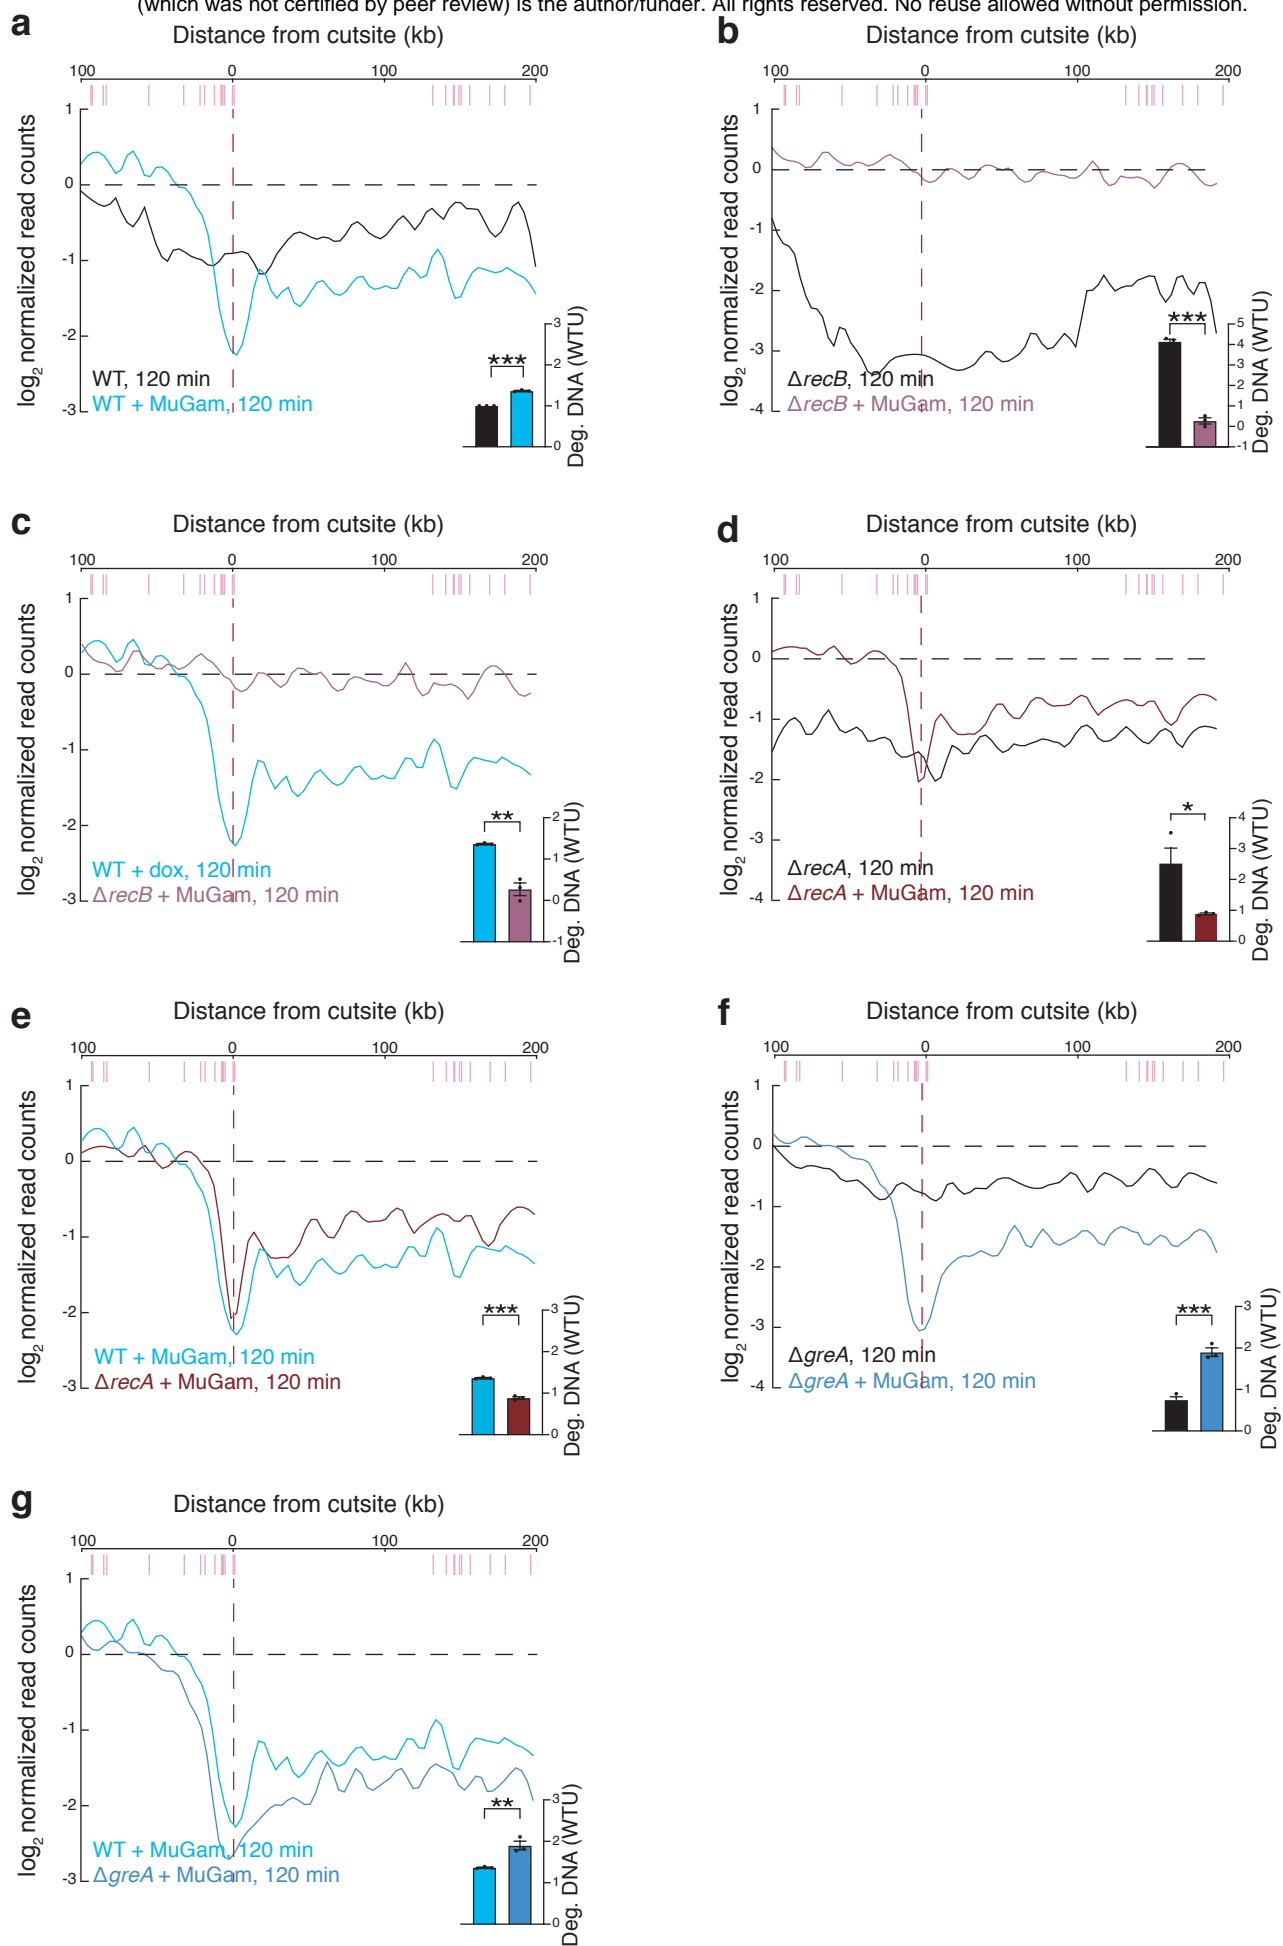 (which was not certified by peer review) is the author/funder. All rights reserved. No reuse allowed without permission.
a
Distance from cutsite (kb)
100 0 100 200
log2 normalized read counts
1
0
-1
-2
-3
WT, 120 min
WT + MuGam, 120 min
***
3
2
1
0
Deg. DNA (WTU)
b
Distance from cutsite (kb)
100 0 100 200
log2 normalized read counts
1
0
-1
-2
-3
-4
ΔrecB, 120 min
ΔrecB + MuGam, 120 min
***
5
4
3
2
1
0
-1
Deg. DNA (WTU)
c
Distance from cutsite (kb)
100 0 100 200
log2 normalized read counts
1
0
-1
-2
-3
WT + dox, 120 min
ΔrecB + MuGam, 120 min
**
2
1
0
-1
Deg. DNA (WTU)
d
Distance from cutsite (kb)
100 0 100 200
log2 normalized read counts
1
0
-1
-2
-3
-4
ΔrecA, 120 min
ΔrecA + MuGam, 120 min
*
4
3
2
1
0
Deg. DNA (WTU)
e
Distance from cutsite (kb)
100 0 100 200
log2 normalized read counts
1
0
-1
-2
-3
WT + MuGam, 120 min
ΔrecA + MuGam, 120 min
***
3
2
1
0
Deg. DNA (WTU)
f
Distance from cutsite (kb)
100 0 100 200
log2 normalized read counts
1
0
-1
-2
-3
-4
ΔgreA, 120 min
ΔgreA + MuGam, 120 min
***
3
2
1
0
Deg. DNA (WTU)
g
Distance from cutsite (kb)
100 0 100 200
log2 normalized read counts
1
0
-1
-2
-3
WT + MuGam, 120 min
ΔgreA + MuGam, 120 min
**
3
2
1
0
Deg. DNA (WTU)